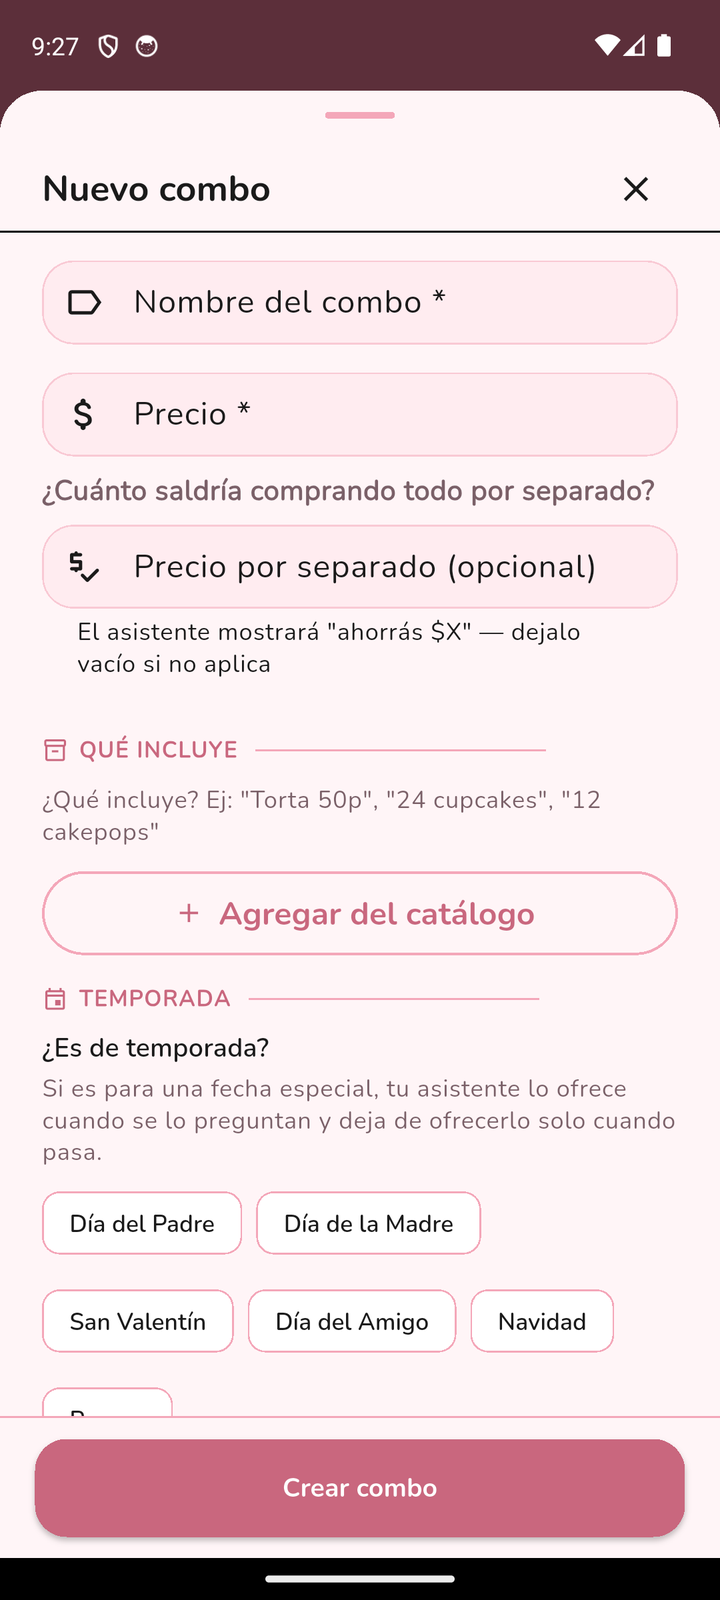 9:27
Nuevo combo
Nombre del combo *
Precio *
¿Cuánto saldría comprando todo por separado?
Precio por separado (opcional)
El asistente mostrará "ahorrás $X" — dejalo
vacío si no aplica
QUÉ INCLUYE
¿Qué incluye? Ej: "Torta 50p", "24 cupcakes", "12
cakepops"
+ Agregar del catálogo
TEMPORADA
¿Es de temporada?
Si es para una fecha especial, tu asistente lo ofrece
cuando se lo preguntan y deja de ofrecerlo solo cuando
pasa.
Día del Padre Día de la Madre
San Valentín Día del Amigo Navidad
Crear combo